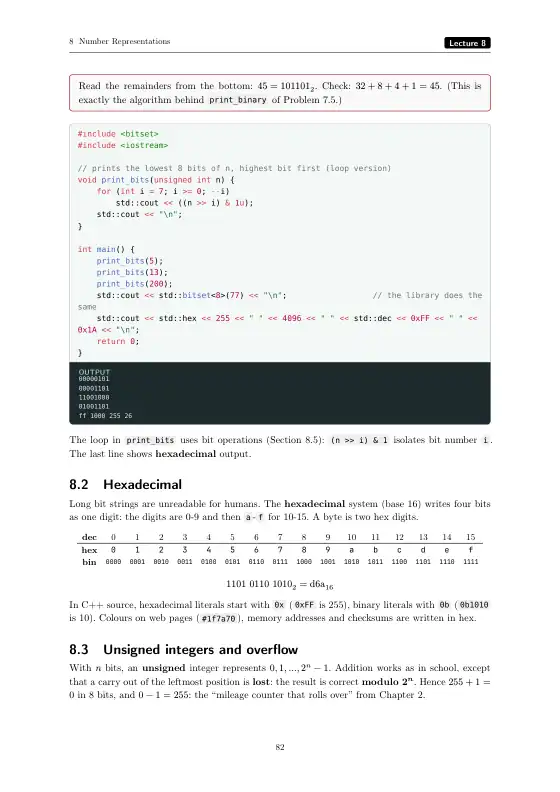 8 Number Representations
Lecture 8
Read the remainders from the bottom: 45 = 101101₂. Check: 32 + 8 + 4 + 1 = 45. (This is
exactly the algorithm behind print_binary of Problem 7.5.)
#include <bitset>
#include <iostream>

// prints the lowest 8 bits of n, highest bit first (loop version)
void print_bits(unsigned int n) {
    for (int i = 7; i >= 0; --i)
        std::cout << ((n >> i) & 1u);
    std::cout << "\n";
}

int main() {
    print_bits(5);
    print_bits(13);
    print_bits(200);
    std::cout << std::bitset<8>(77) << "\n";                  // the library does the
same
    std::cout << std::hex << 255 << " " << 4096 << " " << std::dec << 0xFF << " " <<
0x1A << "\n";
    return 0;
}
OUTPUT
00000101
00001101
11001000
01001101
ff 1000 255 26
The loop in print_bits uses bit operations (Section 8.5): (n >> i) & 1 isolates bit number i.
The last line shows hexadecimal output.
8.2 Hexadecimal
Long bit strings are unreadable for humans. The hexadecimal system (base 16) writes four bits
as one digit: the digits are 0-9 and then a-f for 10-15. A byte is two hex digits.
dec 0 1 2 3 4 5 6 7 8 9 10 11 12 13 14 15
hex 0 1 2 3 4 5 6 7 8 9 a b c d e f
bin 0000 0001 0010 0011 0100 0101 0110 0111 1000 1001 1010 1011 1100 1101 1110 1111
1101 0110 1010₂ = d6a₁₆
In C++ source, hexadecimal literals start with 0x (0xFF is 255), binary literals with 0b (0b1010
is 10). Colours on web pages (#1f7a70), memory addresses and checksums are written in hex.
8.3 Unsigned integers and overflow
With n bits, an unsigned integer represents 0, 1, ..., 2ⁿ − 1. Addition works as in school, except
that a carry out of the leftmost position is lost: the result is correct modulo 2ⁿ. Hence 255 + 1 =
0 in 8 bits, and 0 − 1 = 255: the “mileage counter that rolls over” from Chapter 2.
82